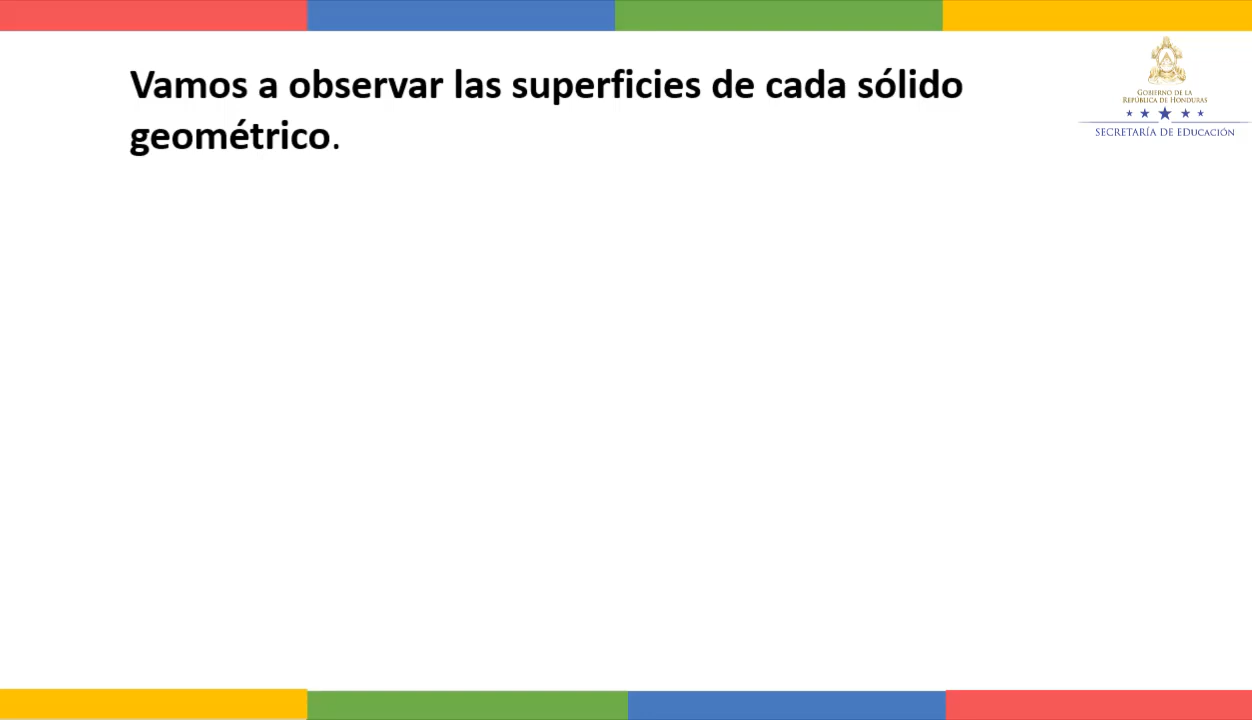 Vamos a observar las superficies de cada sólido
geométrico.
GOBIERNO DE LA
REPÚBLICA DE HONDURAS
SECRETARÍA DE EDUCACIÓN